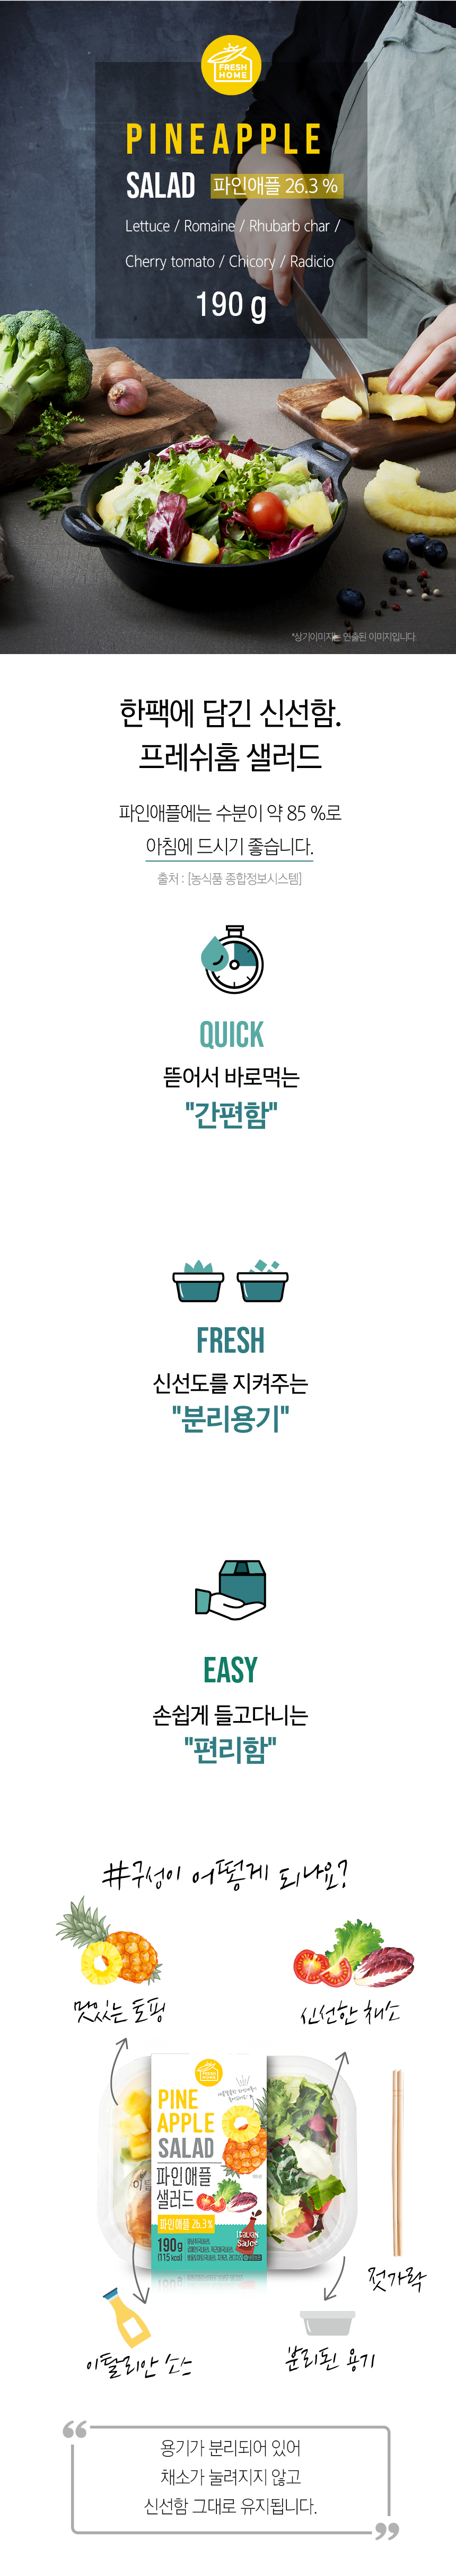 FRESH
HOME
PINEAPPLE
SALAD 파인애플 26.3 %
Lettuce / Romaine / Rhubarb char /
Cherry tomato / Chicory / Radicio
190 g
*상기이미지는 연출된 이미지입니다.
한팩에 담긴 신선함.
프레쉬홈 샐러드
파인애플에는 수분이 약 85 %로
아침에 드시기 좋습니다.
출처 : [농식품 종합정보시스템]
QUICK
뜯어서 바로먹는
"간편함"
FRESH
신선도를 지켜주는
"분리용기"
EASY
손쉽게 들고다니는
"편리함"
#구성이 어떻게 되나요?
맛있는 토핑
신선한 채소
FRESH
HOME
PINE
APPLE
SALAD
파인애플
샐러드
파인애플 26.3%
190g
(115 kcal)
Italian
Sauce
젓가락
이탈리안 소스
분리된 용기
용기가 분리되어 있어
채소가 눌려지지 않고
신선함 그대로 유지됩니다.